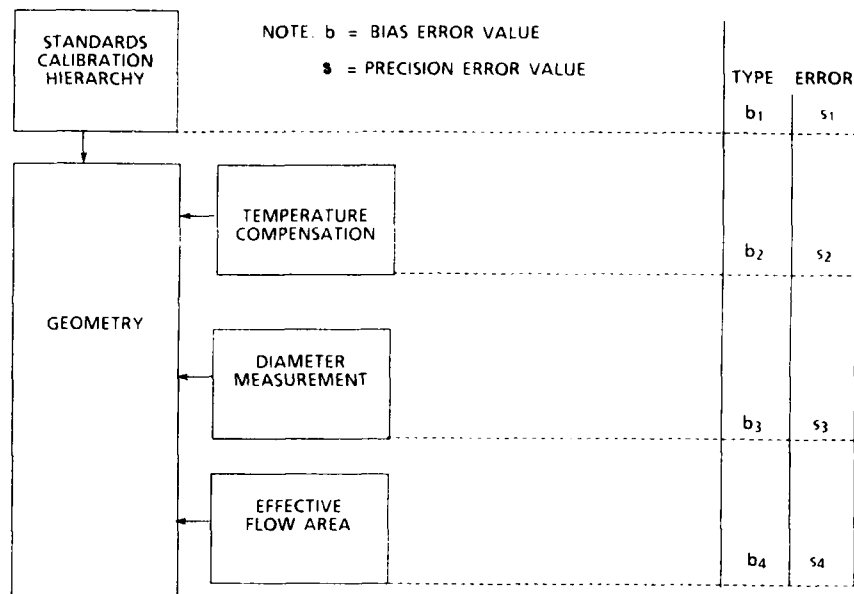 STANDARDS
CALIBRATION
HIERARCHY
NOTE. b = BIAS ERROR VALUE
s = PRECISION ERROR VALUE
TYPE ERROR
b1 s1
TEMPERATURE
COMPENSATION
b2 s2
GEOMETRY
DIAMETER
MEASUREMENT
b3 s3
EFFECTIVE
FLOW AREA
b4 s4